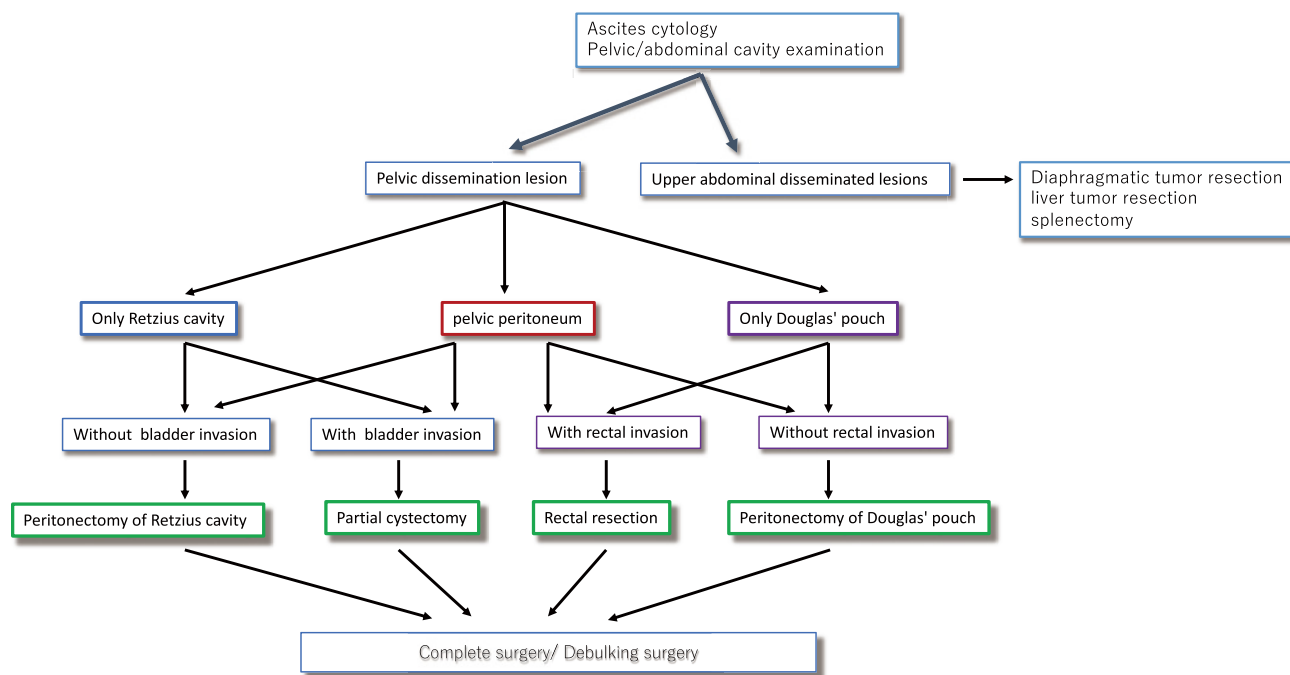 Ascites cytology
Pelvic/abdominal cavity examination
Pelvic dissemination lesion
Upper abdominal disseminated lesions
Diaphragmatic tumor resection
liver tumor resection
splenectomy
Only Retzius cavity
pelvic peritoneum
Only Douglas' pouch
Without bladder invasion
With bladder invasion
With rectal invasion
Without rectal invasion
Peritonectomy of Retzius cavity
Partial cystectomy
Rectal resection
Peritonectomy of Douglas' pouch
Complete surgery/ Debulking surgery